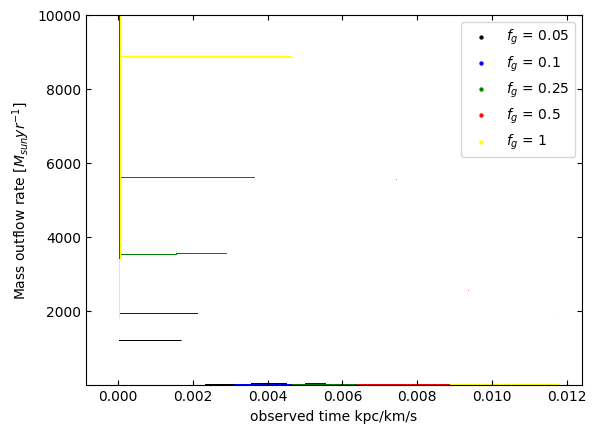 10000
8000
6000
4000
2000
0.000 0.002 0.004 0.006 0.008 0.010 0.012
Mass outflow rate [M_sun yr^-1]
observed time kpc/km/s
f_g = 0.05
f_g = 0.1
f_g = 0.25
f_g = 0.5
f_g = 1